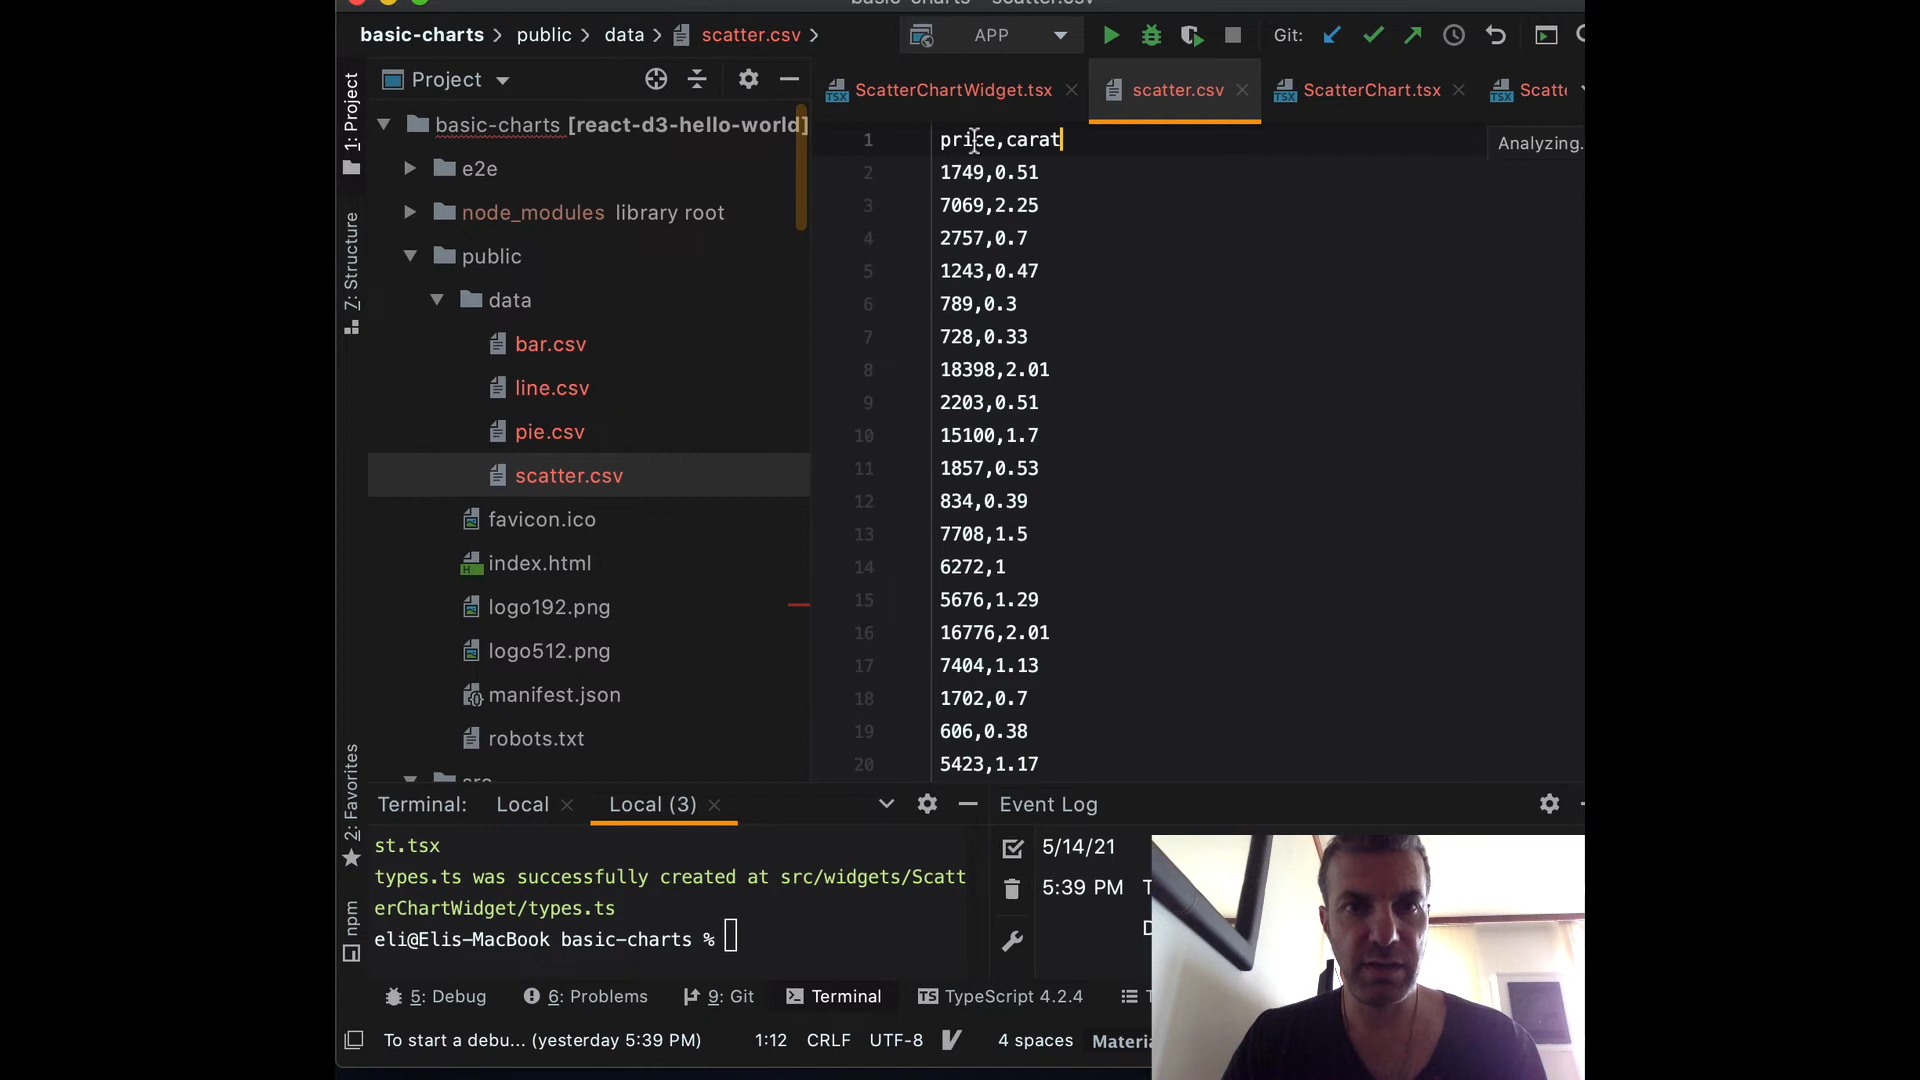 basic-charts – scatter.csv
basic-charts > public > data > scatter.csv >
APP
Git:
1: Project
Project
ScatterChartWidget.tsx
scatter.csv
ScatterChart.tsx
Scatte
basic-charts [react-d3-hello-world]
e2e
node_modules library root
public
data
bar.csv
line.csv
pie.csv
scatter.csv
favicon.ico
index.html
logo192.png
logo512.png
manifest.json
robots.txt
src
Z: Structure
2: Favorites
npm
1 price,carat
2 1749,0.51
3 7069,2.25
4 2757,0.7
5 1243,0.47
6 789,0.3
7 728,0.33
8 18398,2.01
9 2203,0.51
10 15100,1.7
11 1857,0.53
12 834,0.39
13 7708,1.5
14 6272,1
15 5676,1.29
16 16776,2.01
17 7404,1.13
18 1702,0.7
19 606,0.38
20 5423,1.17
Analyzing.
Terminal: Local Local (3)
st.tsx
types.ts was successfully created at src/widgets/Scatt
erChartWidget/types.ts
eli@Elis-MacBook basic-charts %
Event Log
5/14/21
5:39 PM T
D
5: Debug 6: Problems 9: Git Terminal TypeScript 4.2.4 T
To start a debu... (yesterday 5:39 PM) 1:12 CRLF UTF-8 4 spaces Materia